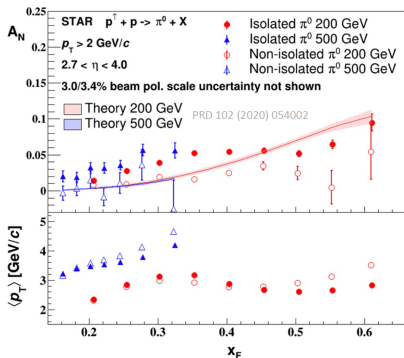 A_N
0.25
0.2
0.15
0.1
0.05
0
STAR p↑ + p -> π⁰ + X
p_T > 2 GeV/c
2.7 < η < 4.0
3.0/3.4% beam pol. scale uncertainty not shown
Isolated π⁰ 200 GeV
Isolated π⁰ 500 GeV
Non-isolated π⁰ 200 GeV
Non-isolated π⁰ 500 GeV
Theory 200 GeV
Theory 500 GeV
PRD 102 (2020) 054002
⟨p_T⟩ [GeV/c]
5
4
3
2
0.2 0.3 0.4 0.5 0.6 0.7
x_F